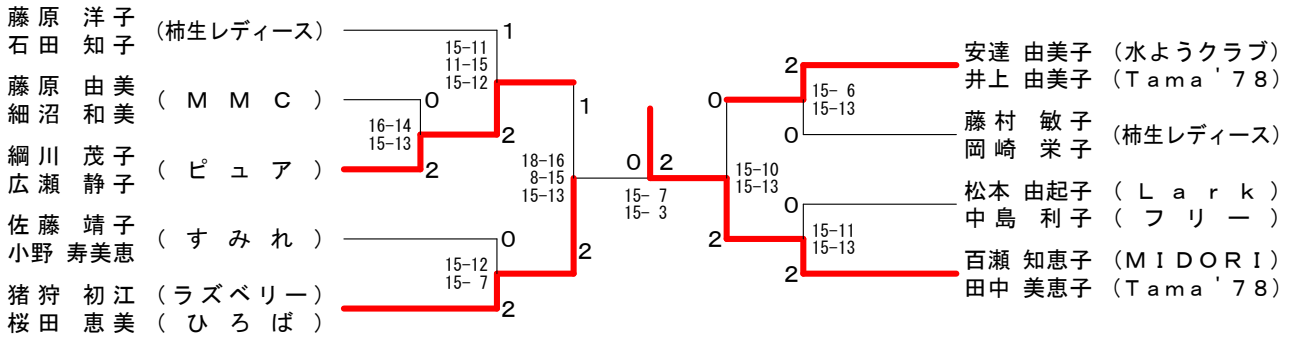 藤原 洋子 (柿生レディース)
石田 知子
藤原 由美 ( M M C )
細沼 和美
綱川 茂子 ( ピュア )
広瀬 静子
佐藤 靖子 ( すみれ )
小野 寿美恵
猪狩 初江 (ラズベリー)
桜田 恵美 ( ひろば )
1
15-11
11-15
15-12
0
16-14
15-13
2
2
1
18-16
8-15
15-13
0
15-12
15- 7
2
2
0 2
15- 7
15- 3
0
15-10
15-13
2
2
15- 6
15-13
0
0
15-11
15-13
2
安達 由美子 (水ようクラブ)
井上 由美子 (Tama'78)
藤村 敏子 (柿生レディース)
岡崎 栄子
松本 由起子 ( Lark )
中島 利子 ( フリー )
百瀬 知恵子 (MIDORI)
田中 美恵子 (Tama'78)